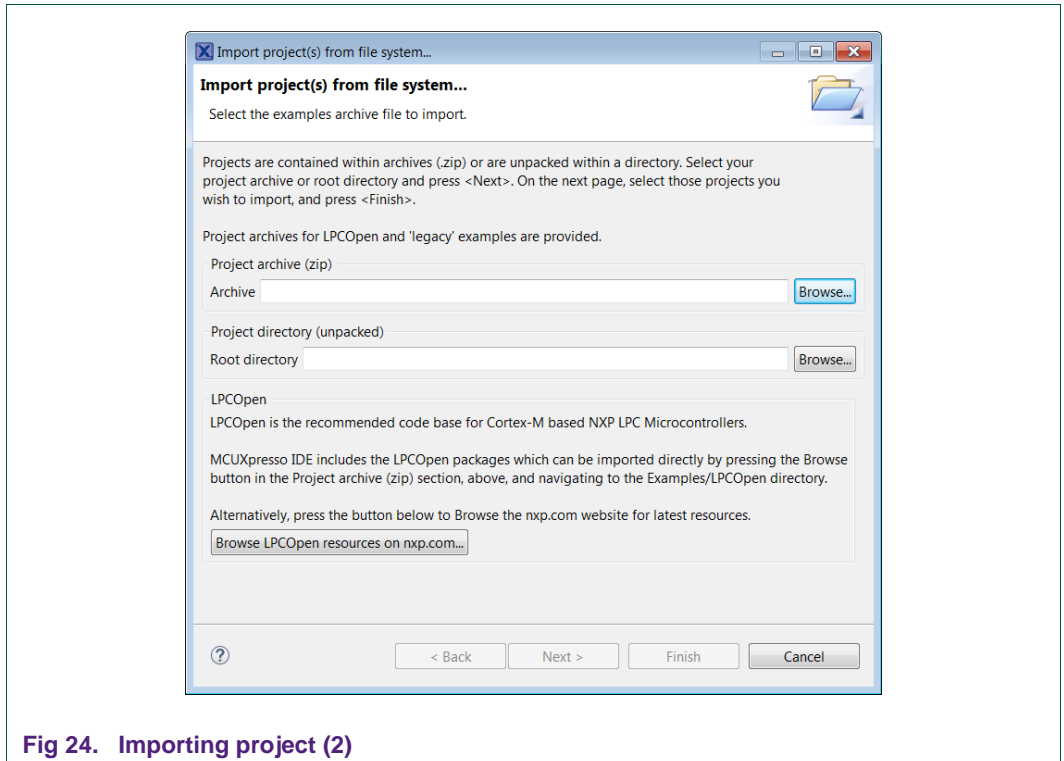 Import project(s) from file system...
Import project(s) from file system...
Select the examples archive file to import.
Projects are contained within archives (.zip) or are unpacked within a directory. Select your
project archive or root directory and press <Next>. On the next page, select those projects you
wish to import, and press <Finish>.
Project archives for LPCOpen and 'legacy' examples are provided.
Project archive (zip)
Archive Browse...
Project directory (unpacked)
Root directory Browse...
LPCOpen
LPCOpen is the recommended code base for Cortex-M based NXP LPC Microcontrollers.
MCUXpresso IDE includes the LPCOpen packages which can be imported directly by pressing the Browse
button in the Project archive (zip) section, above, and navigating to the Examples/LPCOpen directory.
Alternatively, press the button below to Browse the nxp.com website for latest resources.
Browse LPCOpen resources on nxp.com...
? < Back Next > Finish Cancel
Fig 24. Importing project (2)